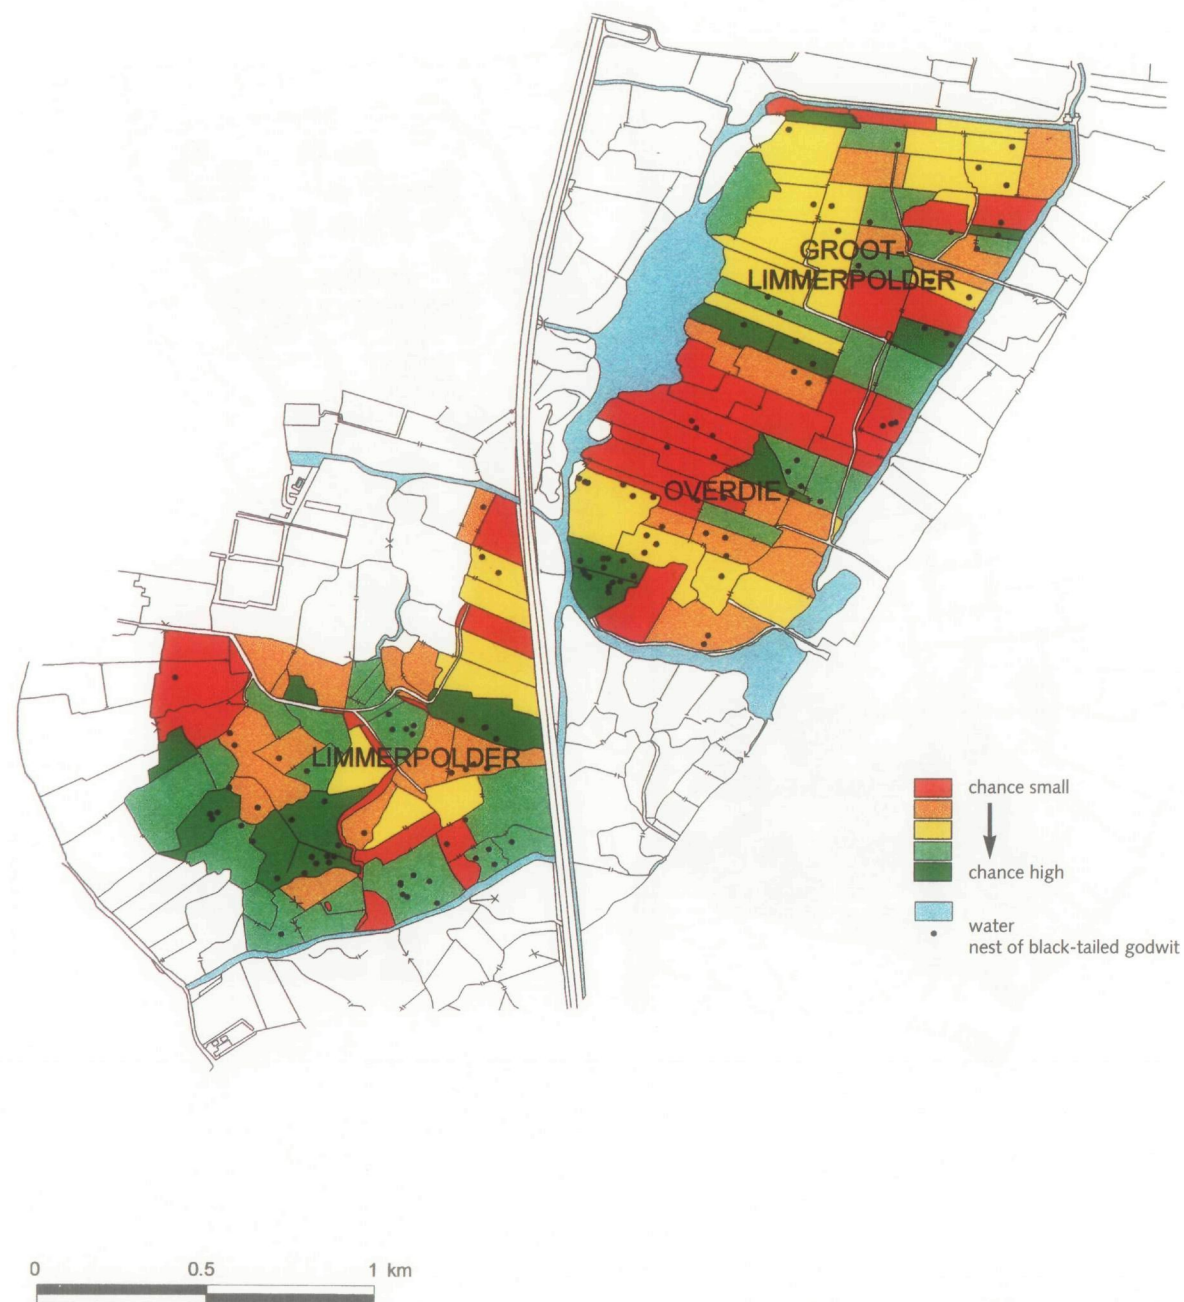 GROOT-
LIMMERPOLDER
OVERDIE
LIMMERPOLDER
chance small
chance high
water
nest of black-tailed godwit
0 0.5 1 km